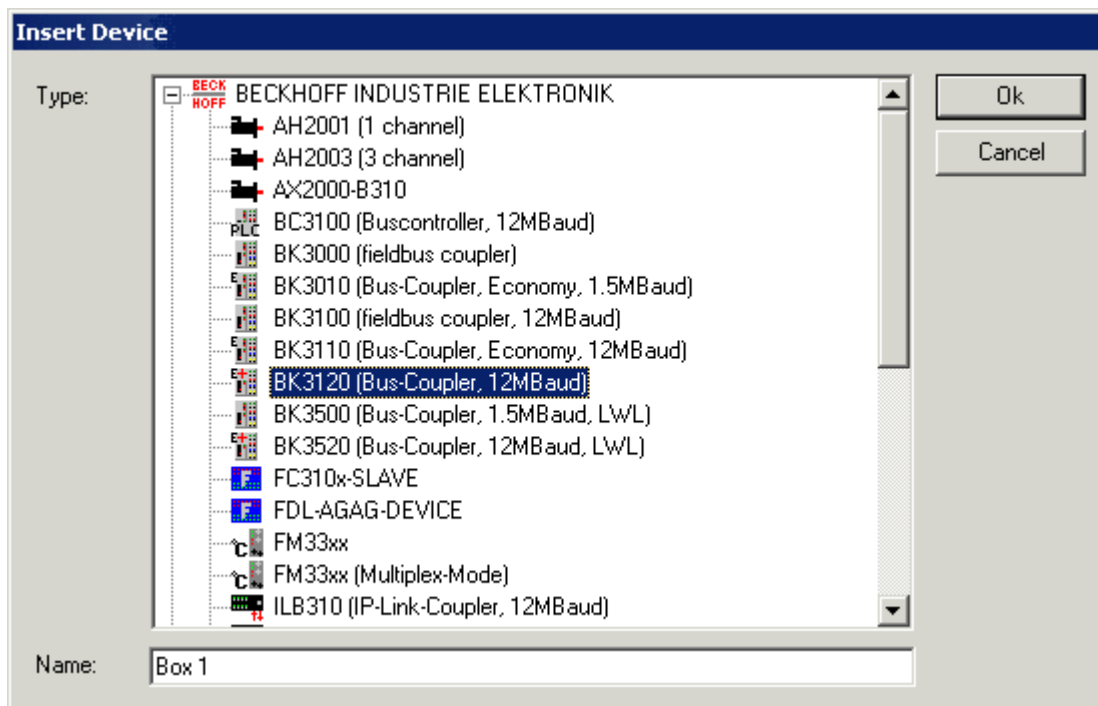 Insert Device
Type:
BECK
HOFF
BECKHOFF INDUSTRIE ELEKTRONIK
AH2001 (1 channel)
AH2003 (3 channel)
AX2000-B310
PLC
BC3100 (Buscontroller, 12MBaud)
BK3000 (fieldbus coupler)
E
BK3010 (Bus-Coupler, Economy, 1.5MBaud)
BK3100 (fieldbus coupler, 12MBaud)
E
BK3110 (Bus-Coupler, Economy, 12MBaud)
E+
BK3120 (Bus-Coupler, 12MBaud)
BK3500 (Bus-Coupler, 1.5MBaud, LWL)
E+
BK3520 (Bus-Coupler, 12MBaud, LWL)
F
FC310x-SLAVE
F
FDL-AGAG-DEVICE
°C
FM33xx
°C
FM33xx (Multiplex-Mode)
ILB310 (IP-Link-Coupler, 12MBaud)
Ok
Cancel
Name:
Box 1